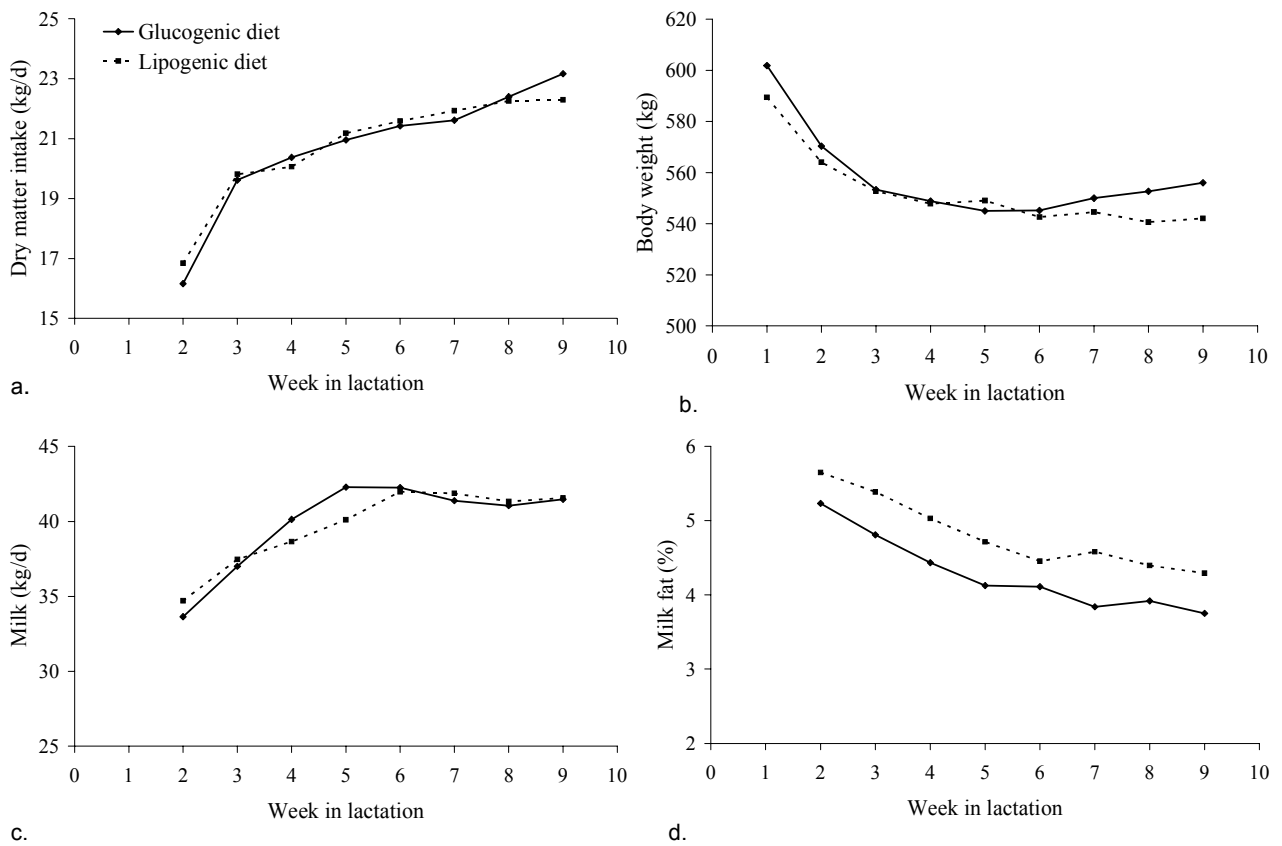 25
23
21
19
17
15
Dry matter intake (kg/d)
Glucogenic diet
Lipogenic diet
0 1 2 3 4 5 6 7 8 9 10
Week in lactation
a.
620
600
580
560
540
520
500
Body weight (kg)
0 1 2 3 4 5 6 7 8 9 10
Week in lactation
b.
45
40
35
30
25
Milk (kg/d)
0 1 2 3 4 5 6 7 8 9 10
Week in lactation
c.
6
5
4
3
2
Milk fat (%)
0 1 2 3 4 5 6 7 8 9 10
Week in lactation
d.